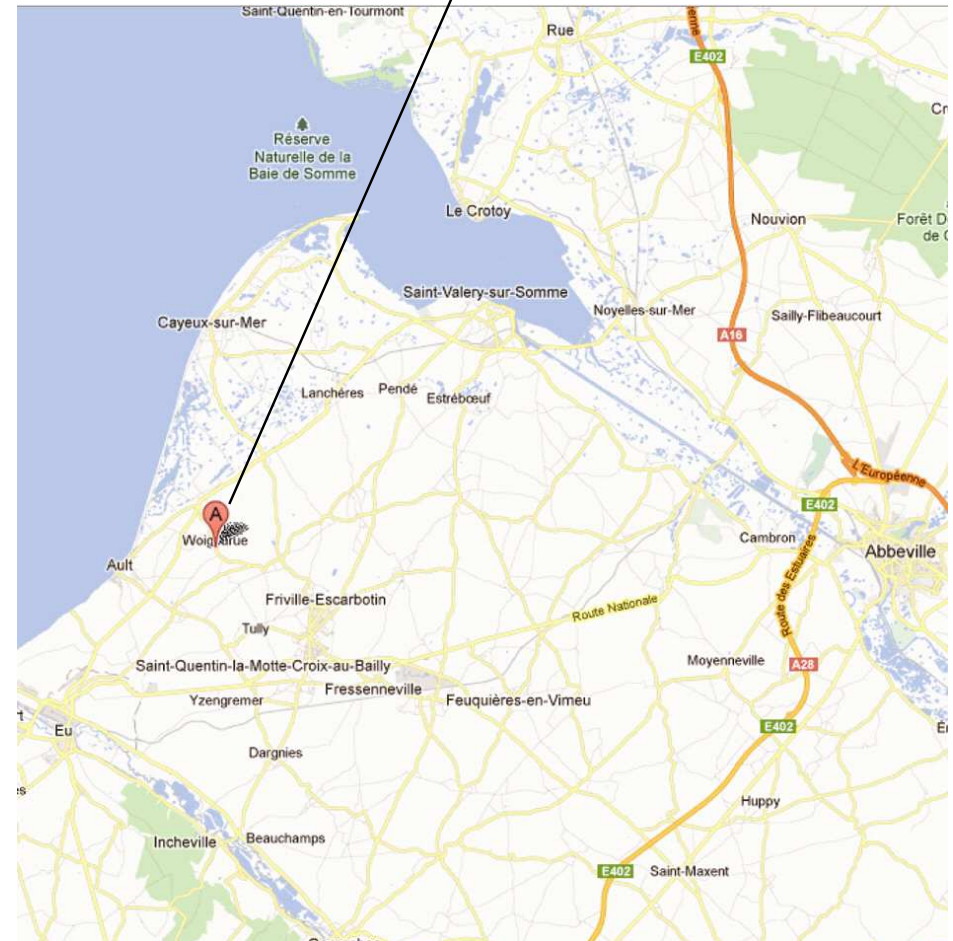 Saint-Quentin-en-Tourmont
Rue
E402
Réserve
Naturelle de la
Baie de Somme
Le Crotoy
Nouvion
Saint-Valery-sur-Somme
Noyelles-sur-Mer
Sailly-Flibeaucourt
Cayeux-sur-Mer
A16
Lanchères
Pendé
Estrébœuf
L'Européenne
E402
A
Cambron
Abbeville
Ault
Route des Estuaires
Friville-Escarbotin
Route Nationale
Tully
Saint-Quentin-la-Motte-Croix-au-Bailly
Moyenneville
A28
Fressenneville
Yzengremer
Feuquières-en-Vimeu
Eu
E402
Dargnies
Huppy
Incheville
Beauchamps
E402
Saint-Maxent